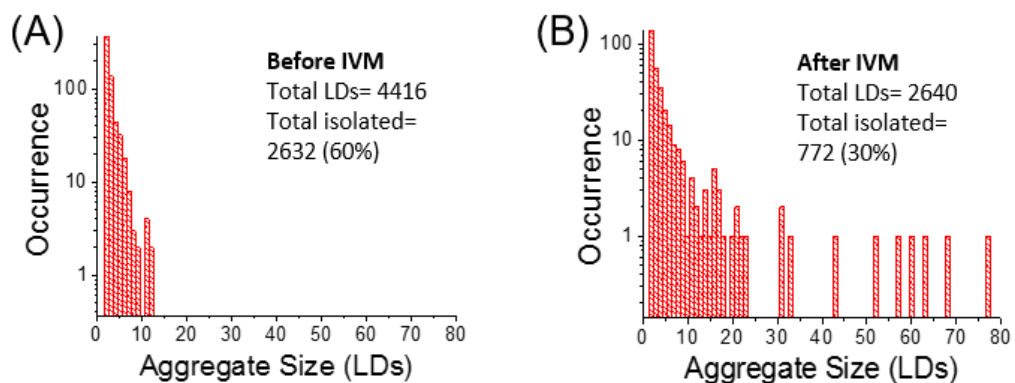 (A)
Before IVM
Total LDs= 4416
Total isolated=
2632 (60%)
Occurrence
100
10
1
0 10 20 30 40 50 60 70 80
Aggregate Size (LDs)
(B)
After IVM
Total LDs= 2640
Total isolated=
772 (30%)
Occurrence
100
10
1
0 10 20 30 40 50 60 70 80
Aggregate Size (LDs)